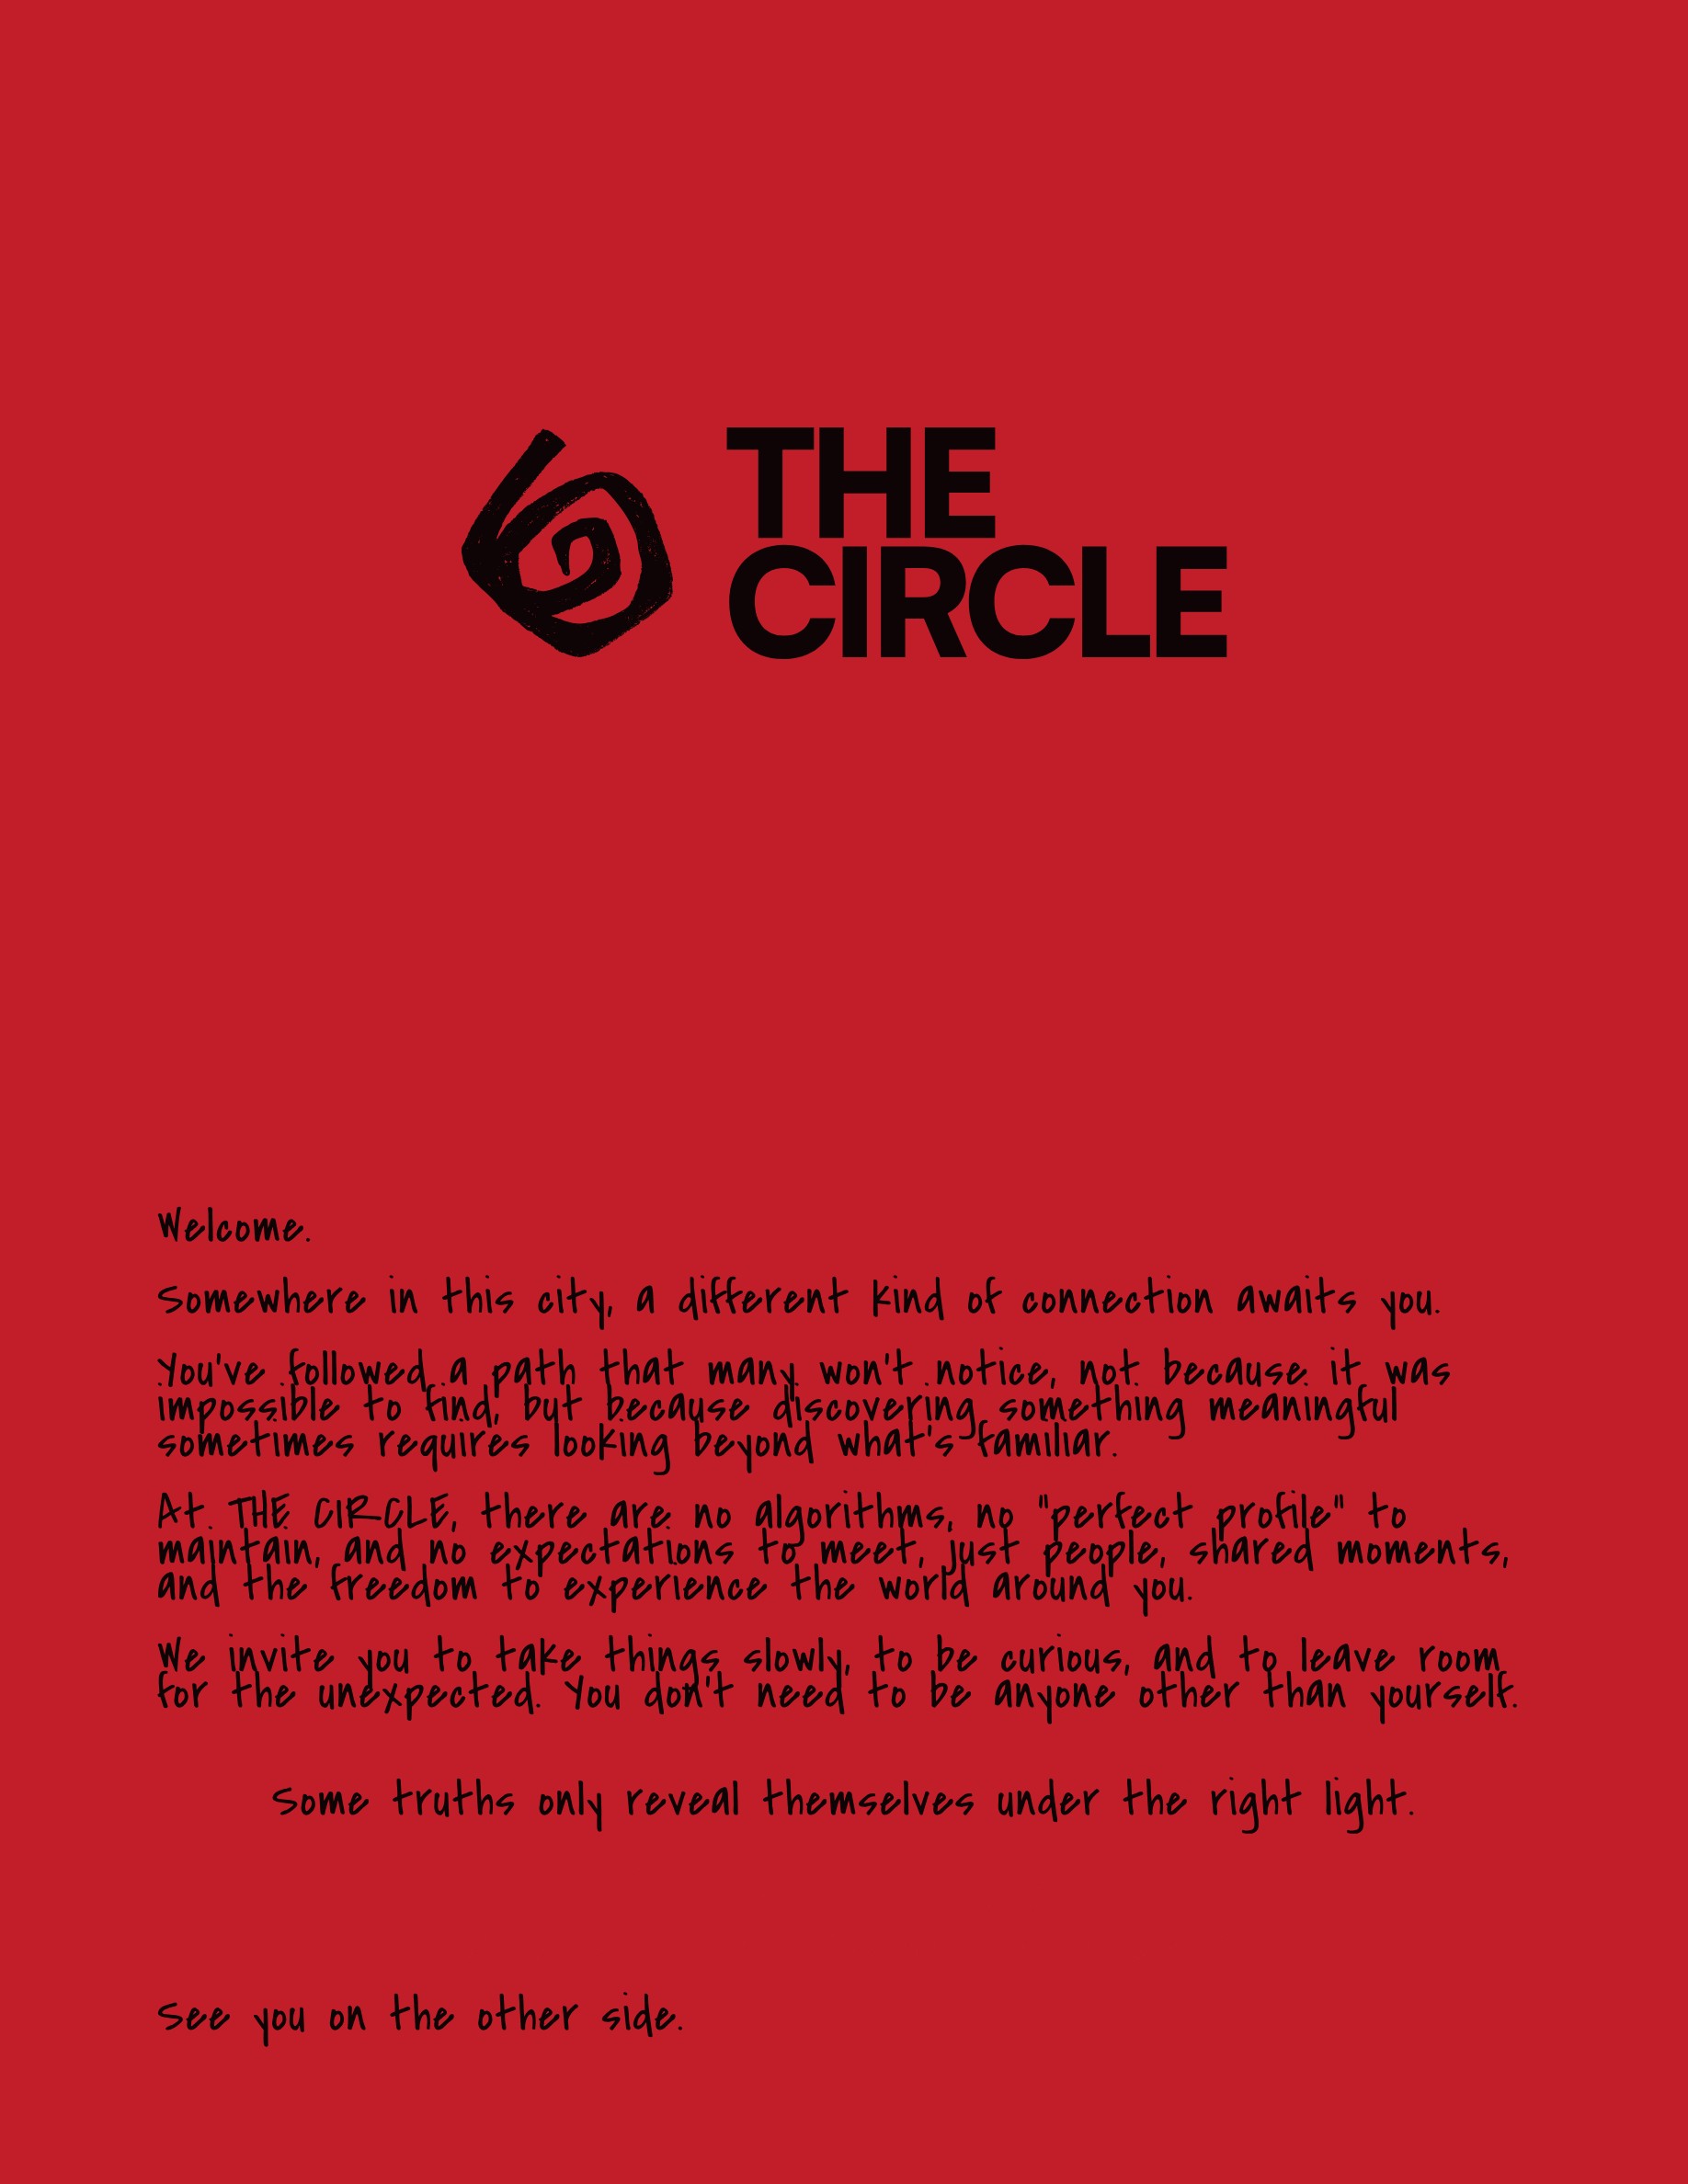 THE
CIRCLE
Welcome.
Somewhere in this city, a different kind of connection awaits you.
You've followed a path that many won't notice, not because it was
impossible to find, but because discovering something meaningful
sometimes requires looking beyond what's familiar.
At THE CIRCLE, there are no algorithms, no "perfect profile" to
maintain, and no expectations to meet, just people, shared moments,
and the freedom to experience the world around you.
We invite you to take things slowly, to be curious, and to leave room
for the unexpected. You don't need to be anyone other than yourself.
Some truths only reveal themselves under the right light.
See you on the other side.